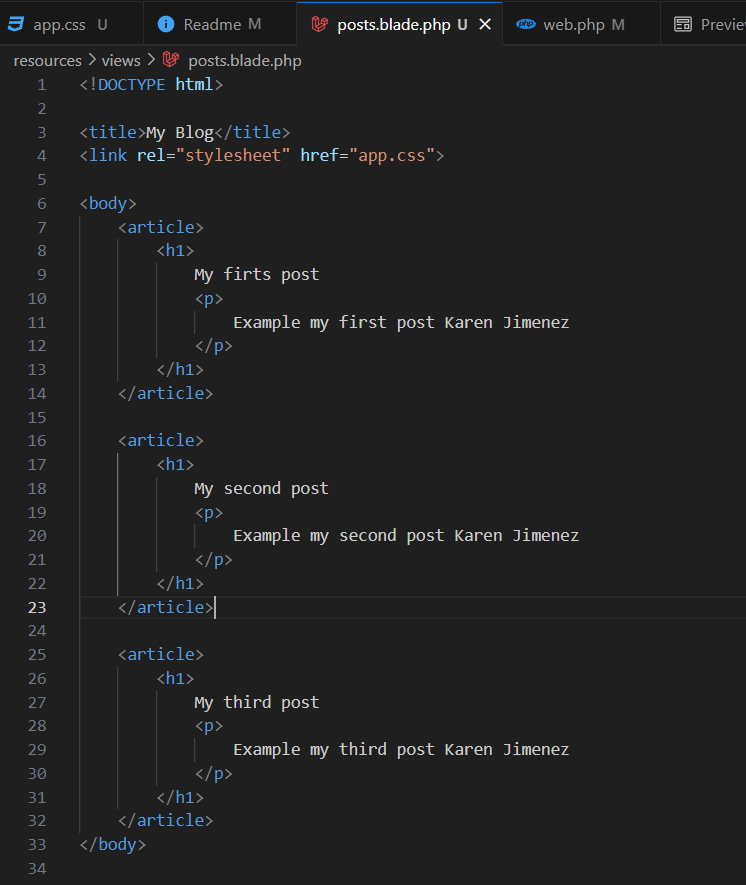 app.css U Readme M posts.blade.php U × php web.php M Preview
resources > views > posts.blade.php
1 <!DOCTYPE html>
2
3 <title>My Blog</title>
4 <link rel="stylesheet" href="app.css">
5
6 <body>
7 <article>
8 <h1>
9 My firts post
10 <p>
11 Example my first post Karen Jimenez
12 </p>
13 </h1>
14 </article>
15
16 <article>
17 <h1>
18 My second post
19 <p>
20 Example my second post Karen Jimenez
21 </p>
22 </h1>
23 </article>
24
25 <article>
26 <h1>
27 My third post
28 <p>
29 Example my third post Karen Jimenez
30 </p>
31 </h1>
32 </article>
33 </body>
34